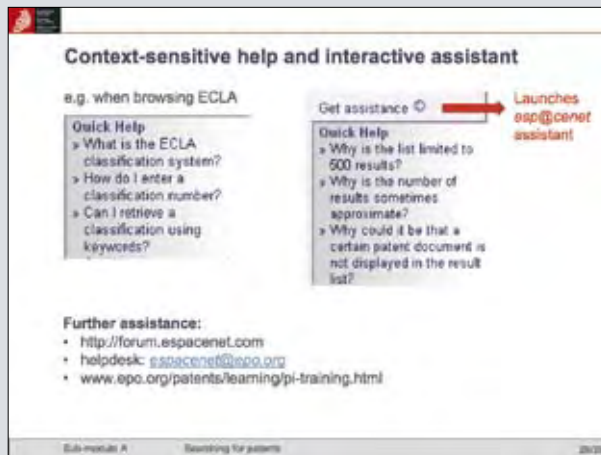 Context-sensitive help and interactive assistant
e.g. when browsing ECLA
Quick Help
» What is the ECLA
classification system?
» How do I enter a
classification number?
» Can I retrieve a
classification using
keywords?
Get assistance
Launches
esp@cenet
assistant
Quick Help
» Why is the list limited to
500 results?
» Why is the number of
results sometimes
approximate?
» Why could it be that a
certain patent document is
not displayed in the result
list?
Further assistance:
• http://forum.espacenet.com
• helpdesk: espacenet@epo.org
• www.epo.org/patents/learning/pi-training.html
Sub-module A Searching for patents